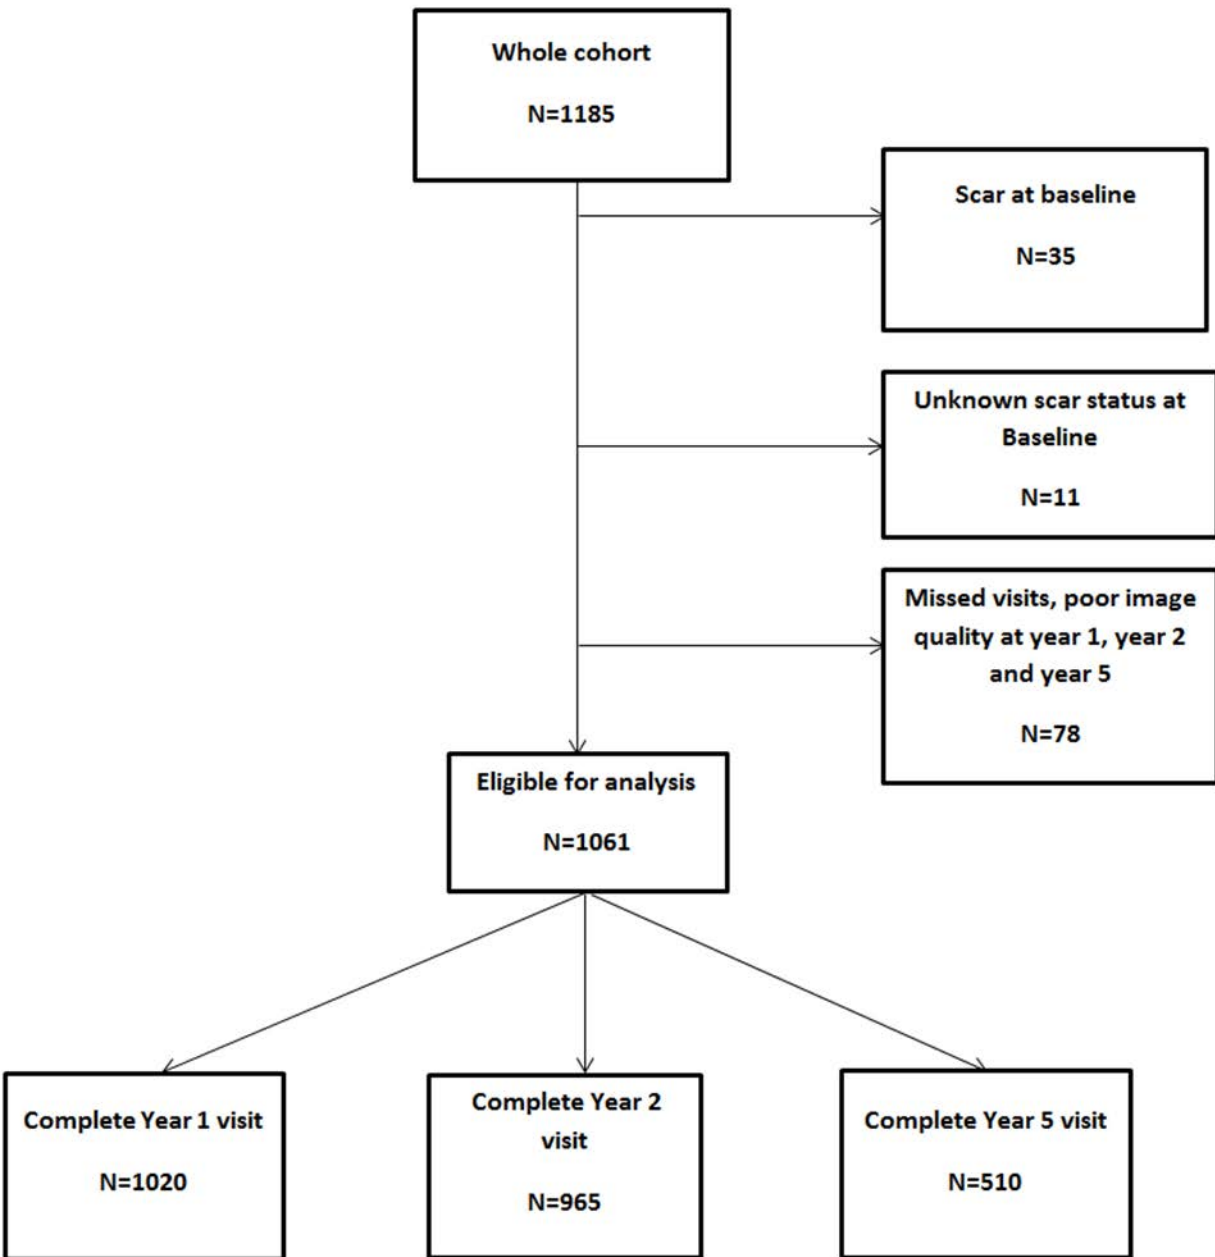 Whole cohort
N=1185
Scar at baseline
N=35
Unknown scar status at
Baseline
N=11
Missed visits, poor image
quality at year 1, year 2
and year 5
N=78
Eligible for analysis
N=1061
Complete Year 1 visit
N=1020
Complete Year 2
visit
N=965
Complete Year 5 visit
N=510